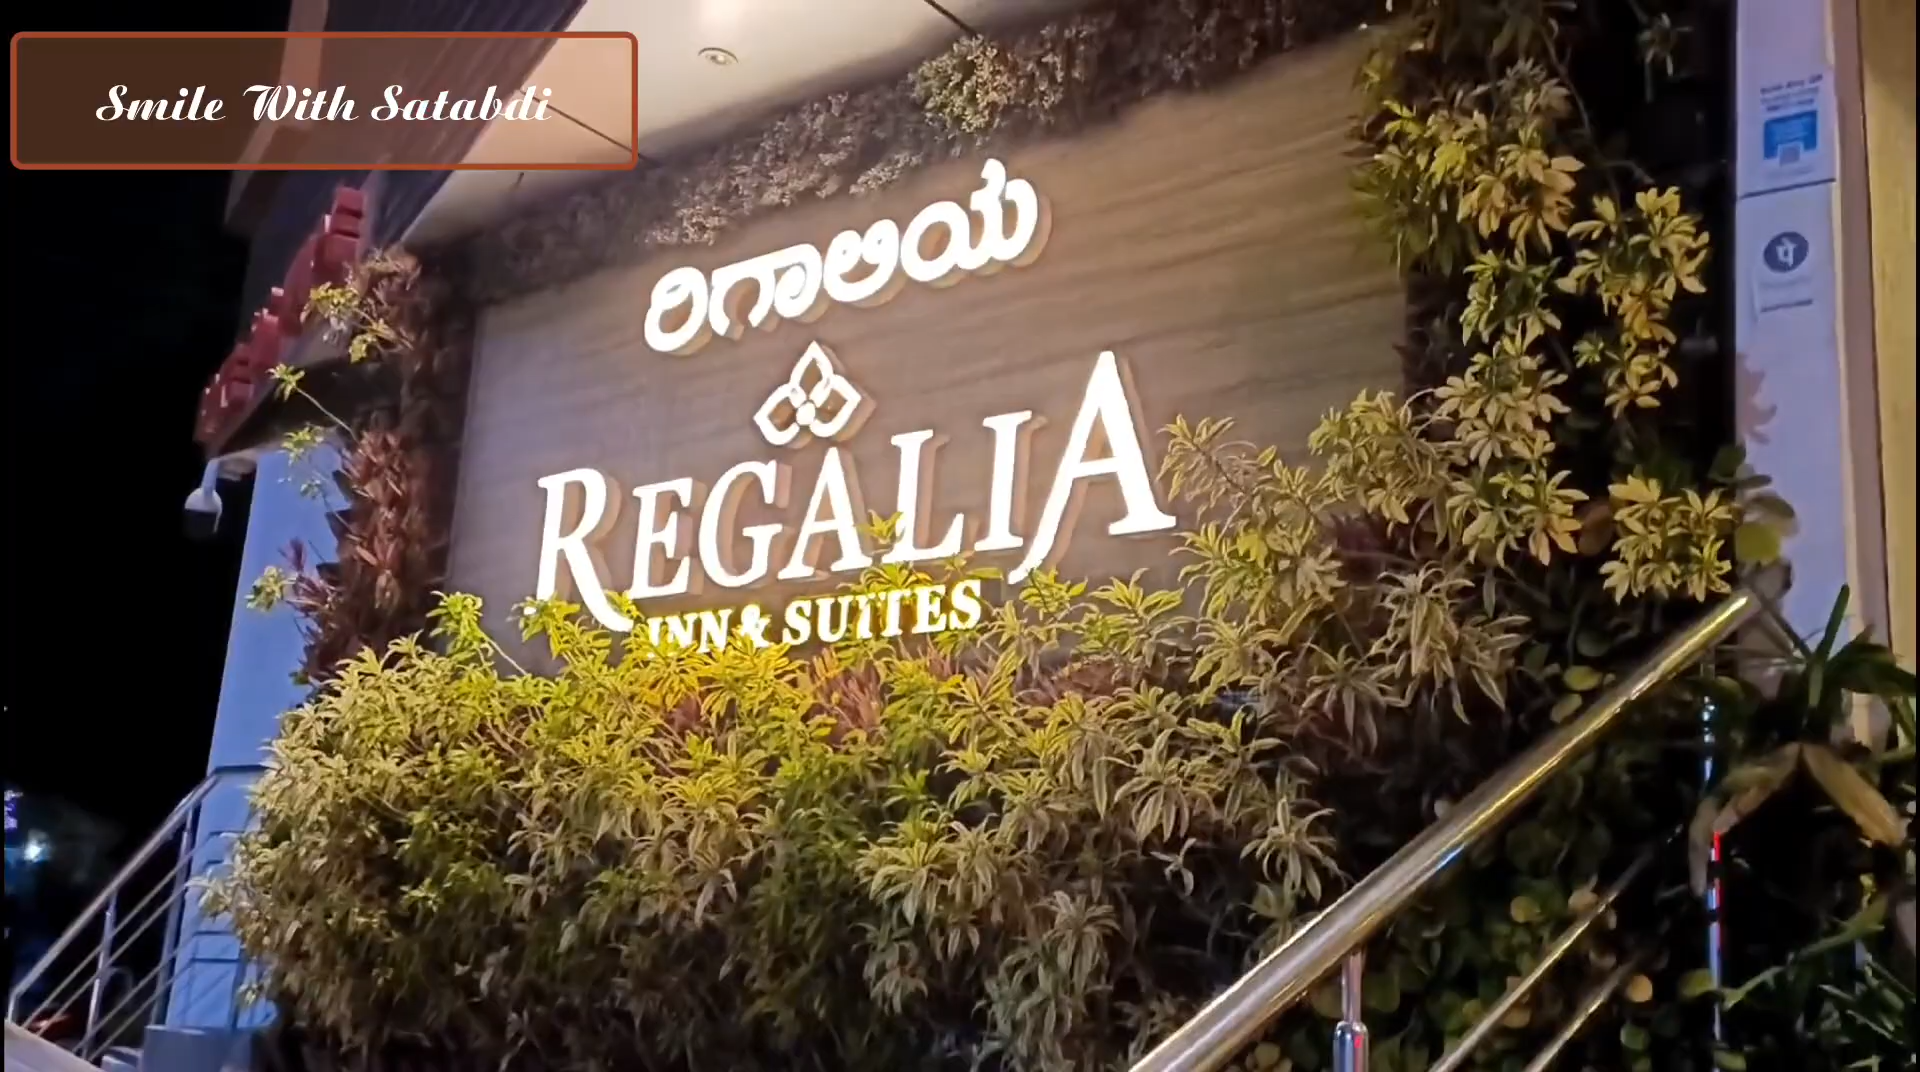 Smile With Satabdi
ರಿಗಾಲಿಯ
REGALIA
INN & SUITES